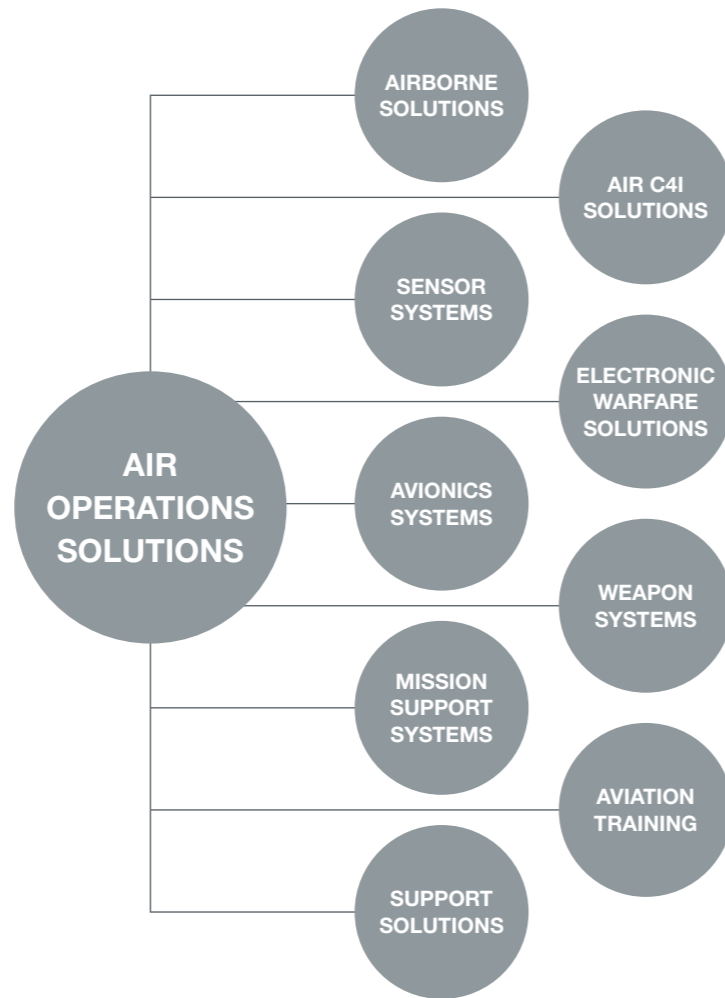 AIRBORNE
SOLUTIONS
AIR C4I
SOLUTIONS
SENSOR
SYSTEMS
ELECTRONIC
WARFARE
SOLUTIONS
AIR
OPERATIONS
SOLUTIONS
AVIONICS
SYSTEMS
WEAPON
SYSTEMS
MISSION
SUPPORT
SYSTEMS
AVIATION
TRAINING
SUPPORT
SOLUTIONS